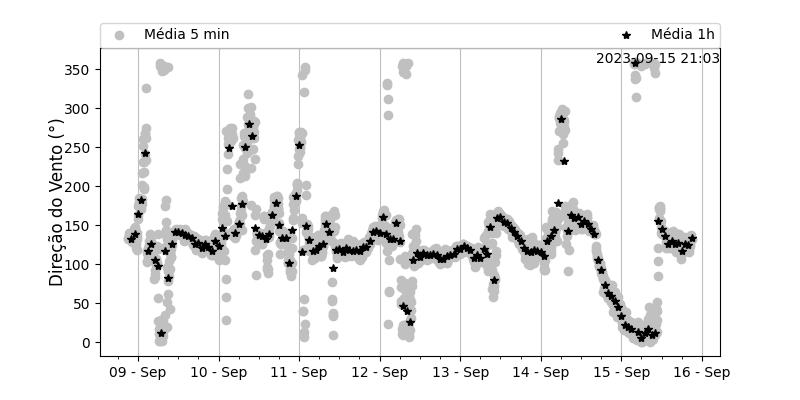 Média 5 min
Média 1h
2023-09-15 21:03
Direção do Vento (°)
350
300
250
200
150
100
50
0
09 - Sep
10 - Sep
11 - Sep
12 - Sep
13 - Sep
14 - Sep
15 - Sep
16 - Sep